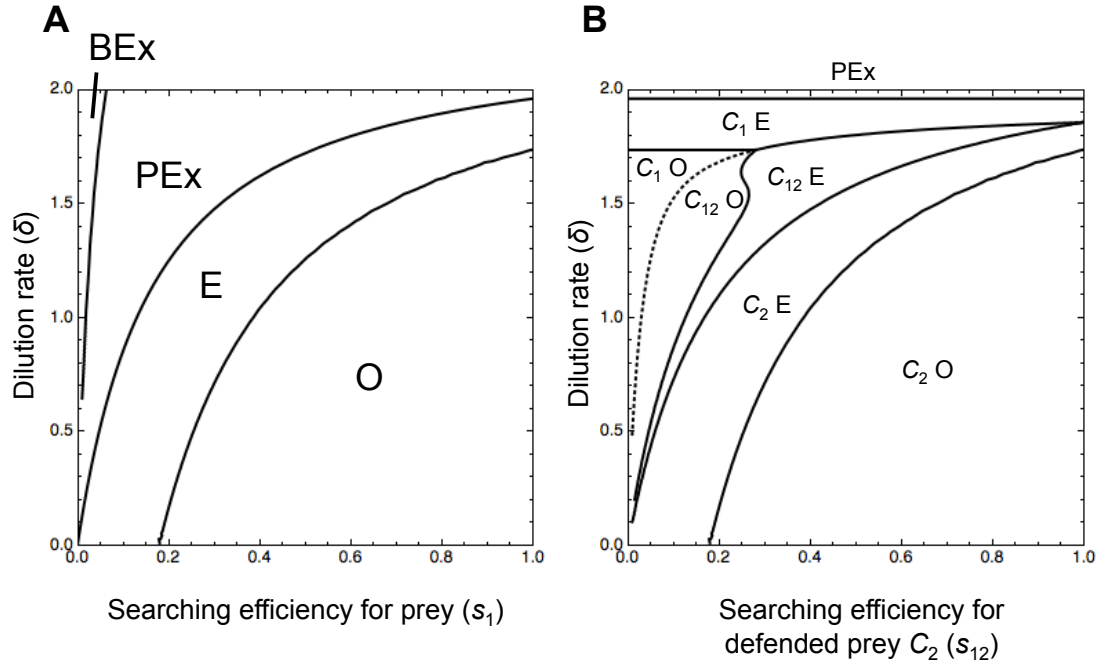 A
BEx
PEx
E
O
2.0
1.5
1.0
0.5
0.0
0.0
0.2
0.4
0.6
0.8
1.0
Dilution rate (δ)
Searching efficiency for prey (s₁)
B
PEx
C₁ E
C₁ O
C₁₂ O
C₁₂ E
C₂ E
C₂ O
2.0
1.5
1.0
0.5
0.0
0.0
0.2
0.4
0.6
0.8
1.0
Dilution rate (δ)
Searching efficiency for
defended prey C₂ (s₁₂)